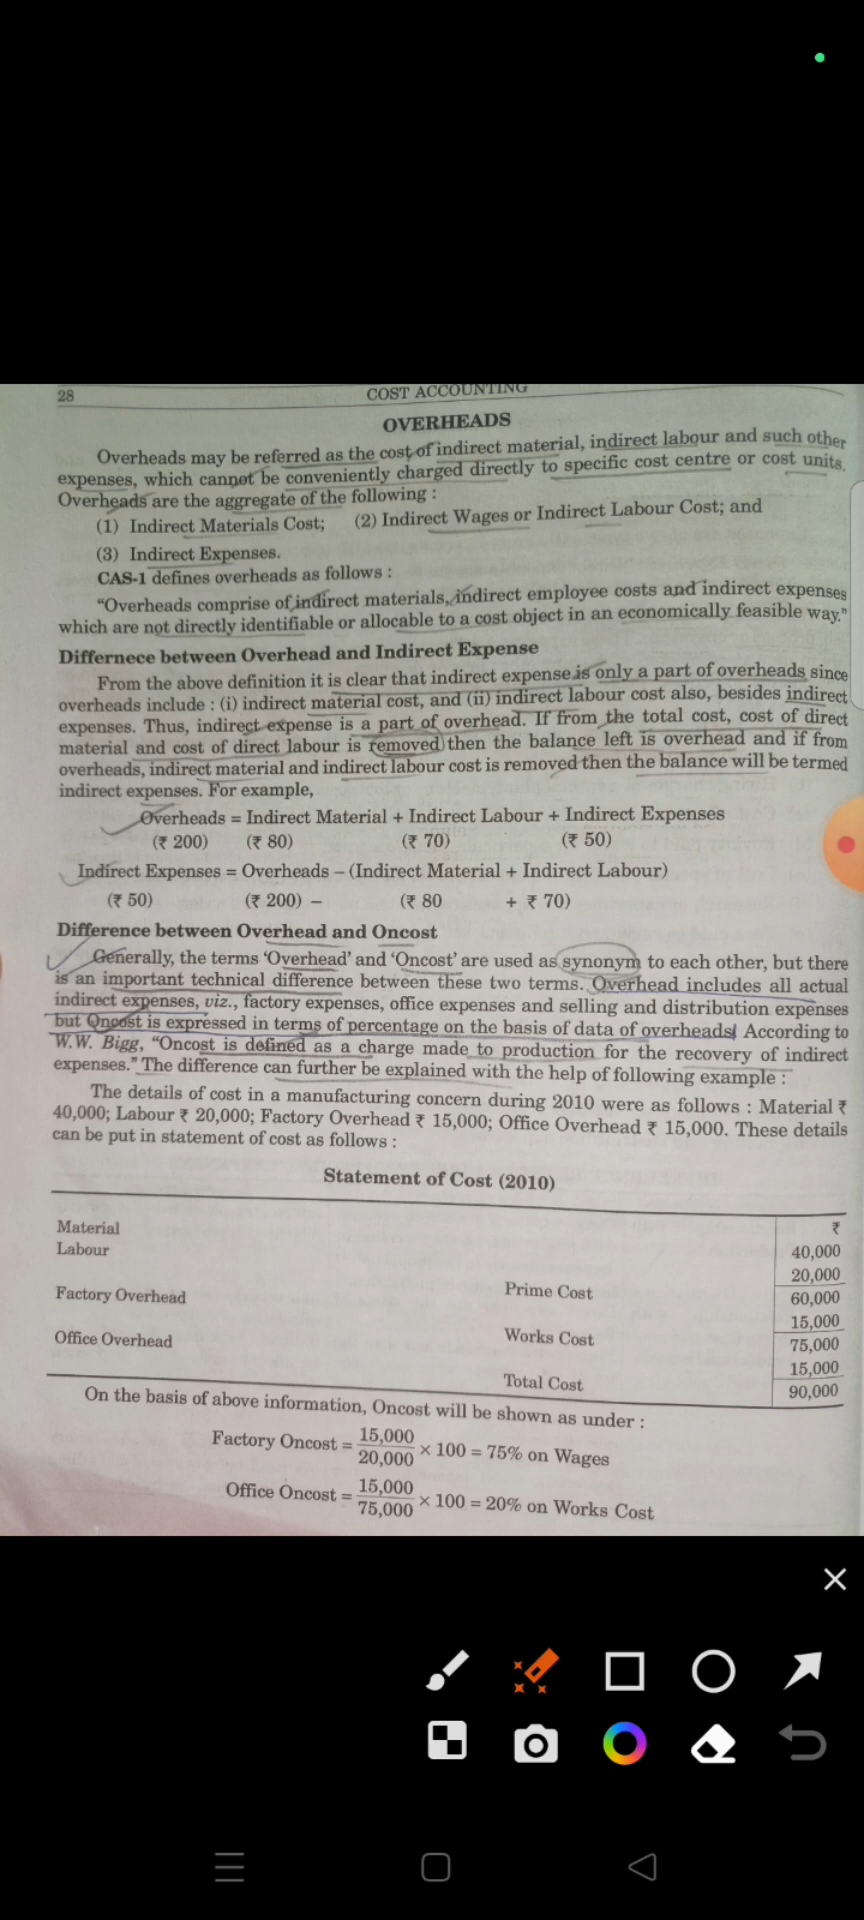 28
COST ACCOUNTING
OVERHEADS
Overheads may be referred as the cost of indirect material, indirect labour and such other
expenses, which cannot be conveniently charged directly to specific cost centre or cost units.
Overheads are the aggregate of the following :
(1) Indirect Materials Cost; (2) Indirect Wages or Indirect Labour Cost; and
(3) Indirect Expenses.
CAS-1 defines overheads as follows :
“Overheads comprise of indirect materials, indirect employee costs and indirect expenses
which are not directly identifiable or allocable to a cost object in an economically feasible way.”
Differnece between Overhead and Indirect Expense
From the above definition it is clear that indirect expense is only a part of overheads since
overheads include : (i) indirect material cost, and (ii) indirect labour cost also, besides indirect
expenses. Thus, indirect expense is a part of overhead. If from the total cost, cost of direct
material and cost of direct labour is removed then the balance left is overhead and if from
overheads, indirect material and indirect labour cost is removed then the balance will be termed
indirect expenses. For example,
Overheads = Indirect Material + Indirect Labour + Indirect Expenses
(₹ 200) (₹ 80) (₹ 70) (₹ 50)
Indirect Expenses = Overheads – (Indirect Material + Indirect Labour)
(₹ 50) (₹ 200) – (₹ 80 + ₹ 70)
Difference between Overhead and Oncost
Generally, the terms ‘Overhead’ and ‘Oncost’ are used as synonym to each other, but there
is an important technical difference between these two terms. Overhead includes all actual
indirect expenses, viz., factory expenses, office expenses and selling and distribution expenses
but Oncost is expressed in terms of percentage on the basis of data of overheads. According to
W.W. Bigg, “Oncost is defined as a charge made to production for the recovery of indirect
expenses.” The difference can further be explained with the help of following example :
The details of cost in a manufacturing concern during 2010 were as follows : Material ₹
40,000; Labour ₹ 20,000; Factory Overhead ₹ 15,000; Office Overhead ₹ 15,000. These details
can be put in statement of cost as follows :
Statement of Cost (2010)
₹
Material 40,000
Labour 20,000
Prime Cost 60,000
Factory Overhead 15,000
Works Cost 75,000
Office Overhead 15,000
Total Cost 90,000
On the basis of above information, Oncost will be shown as under :
Factory Oncost = 15,000/20,000 × 100 = 75% on Wages
Office Oncost = 15,000/75,000 × 100 = 20% on Works Cost